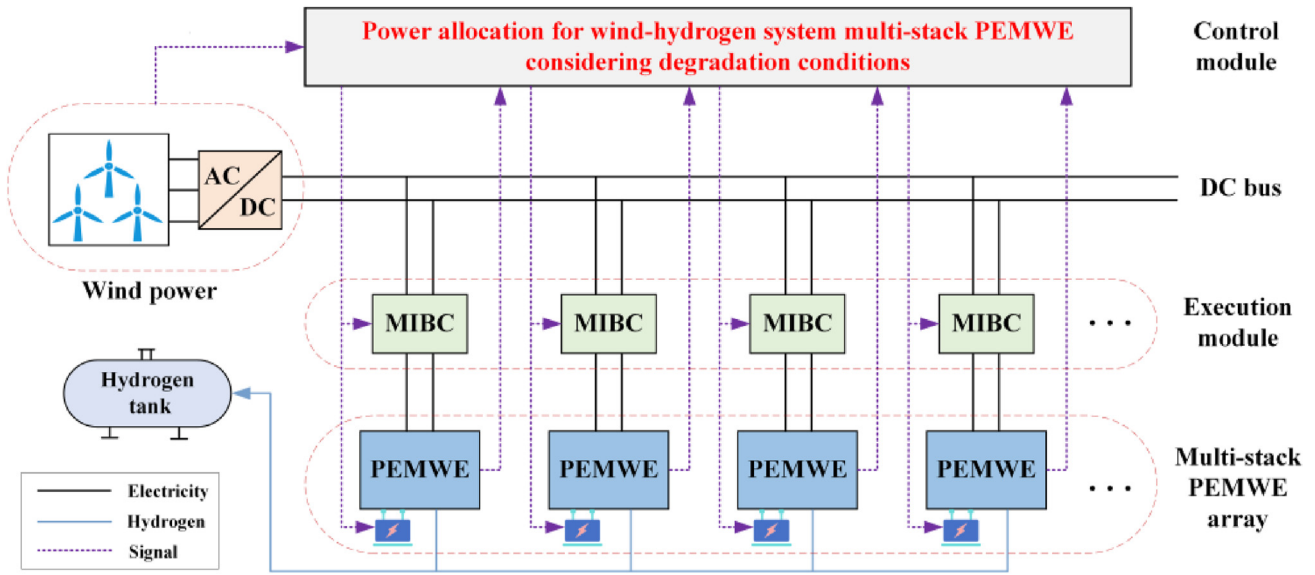 Power allocation for wind-hydrogen system multi-stack PEMWE
considering degradation conditions
Control
module
AC
DC
DC bus
Wind power
MIBC
MIBC
MIBC
MIBC
...
Execution
module
Hydrogen
tank
PEMWE
PEMWE
PEMWE
PEMWE
...
Multi-stack
PEMWE
array
Electricity
Hydrogen
Signal